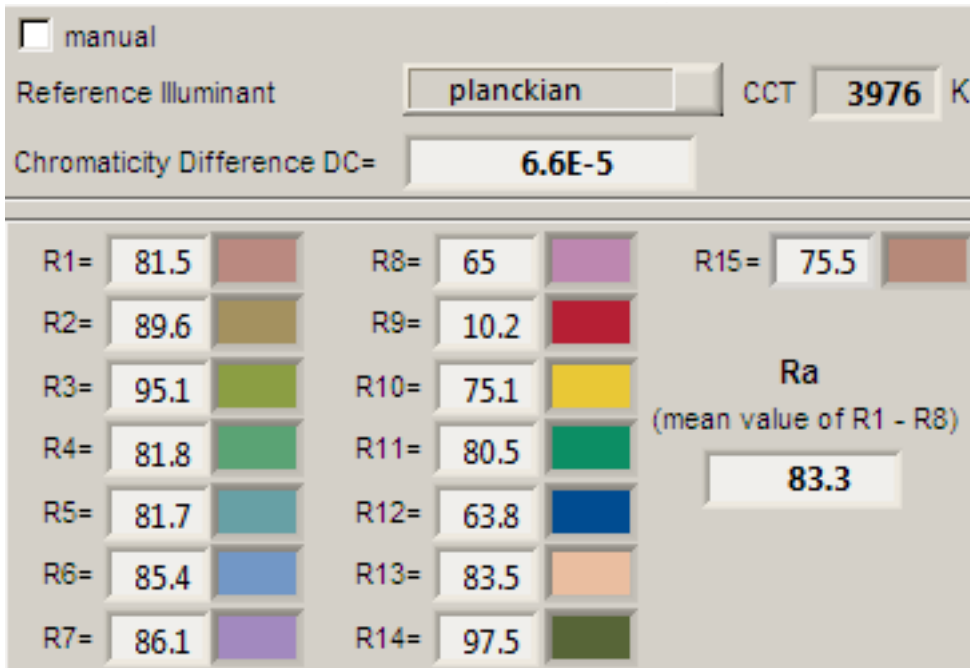 manual
Reference Illuminant planckian CCT 3976 K
Chromaticity Difference DC= 6.6E-5
R1= 81.5 R8= 65 R15= 75.5
R2= 89.6 R9= 10.2
R3= 95.1 R10= 75.1 Ra
(mean value of R1 - R8)
R4= 81.8 R11= 80.5
83.3
R5= 81.7 R12= 63.8
R6= 85.4 R13= 83.5
R7= 86.1 R14= 97.5